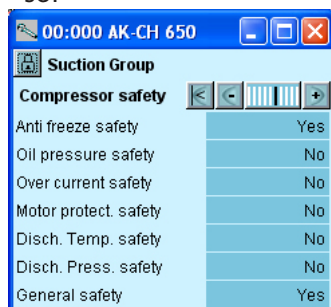 00:000 AK-CH 650
Suction Group
Compressor safety
Anti freeze safety Yes
Oil pressure safety No
Over current safety No
Motor protect. safety No
Disch. Temp. safety No
Disch. Press. safety No
General safety Yes